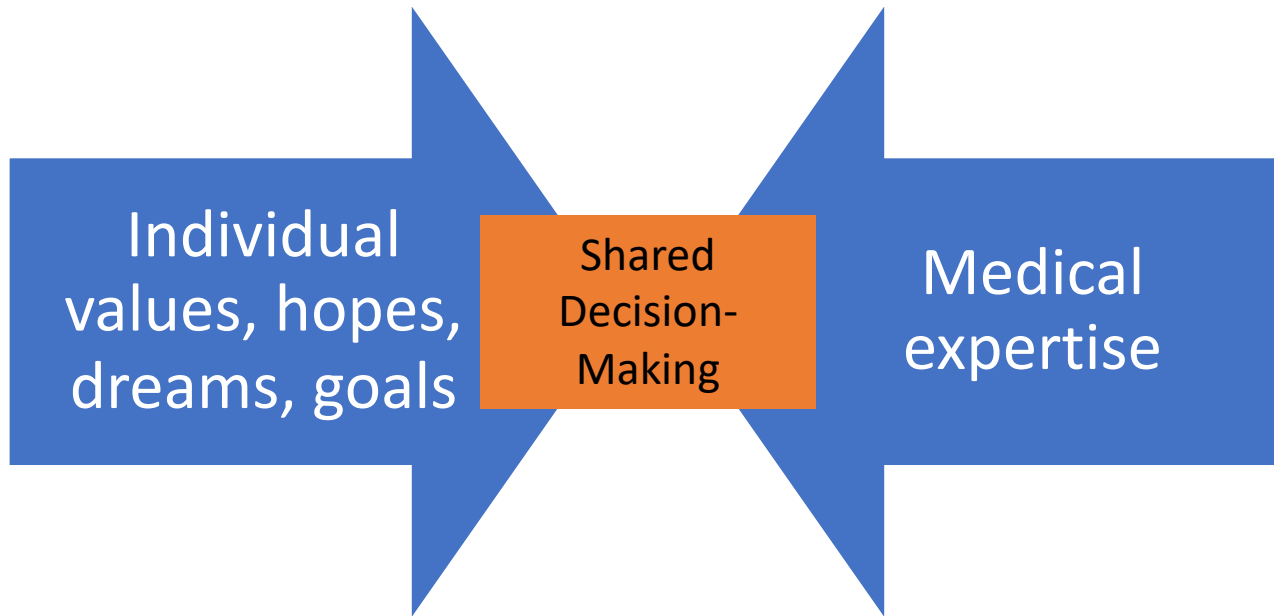 Individual
values, hopes,
dreams, goals
Shared
Decision-
Making
Medical
expertise